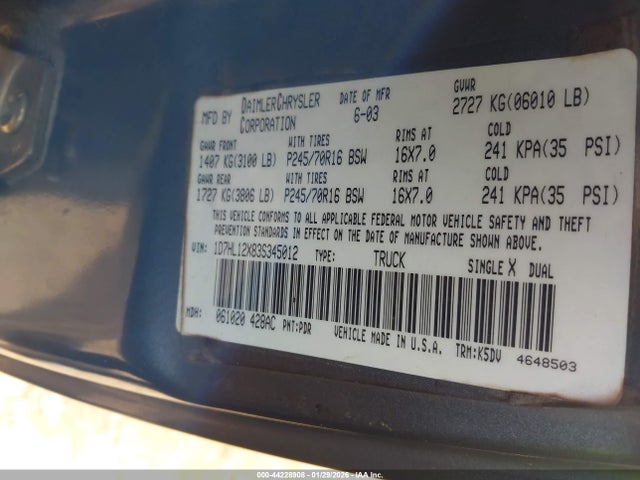 MFD BY DAIMLERCHRYSLER CORPORATION DATE OF MFR 6-03 GVWR 2727 KG(06010 LB)
GAWR FRONT WITH TIRES RIMS AT COLD
1407 KG(3100 LB) P245/70R16 BSW 16X7.0 241 KPA(35 PSI)
GAWR REAR WITH TIRES RIMS AT COLD
1727 KG(3806 LB) P245/70R16 BSW 16X7.0 241 KPA(35 PSI)
THIS VEHICLE CONFORMS TO ALL APPLICABLE FEDERAL MOTOR VEHICLE SAFETY AND THEFT
PREVENTION STANDARDS IN EFFECT ON THE DATE OF MANUFACTURE SHOWN ABOVE.
VIN: 1D7HL12X83S345012 TYPE: TRUCK SINGLE X DUAL
MDH: 061020 428AC PNT:PDR VEHICLE MADE IN U.S.A. TRM:K5DV 4648503
000-44228908 - 01/29/2026 - IAA Inc.